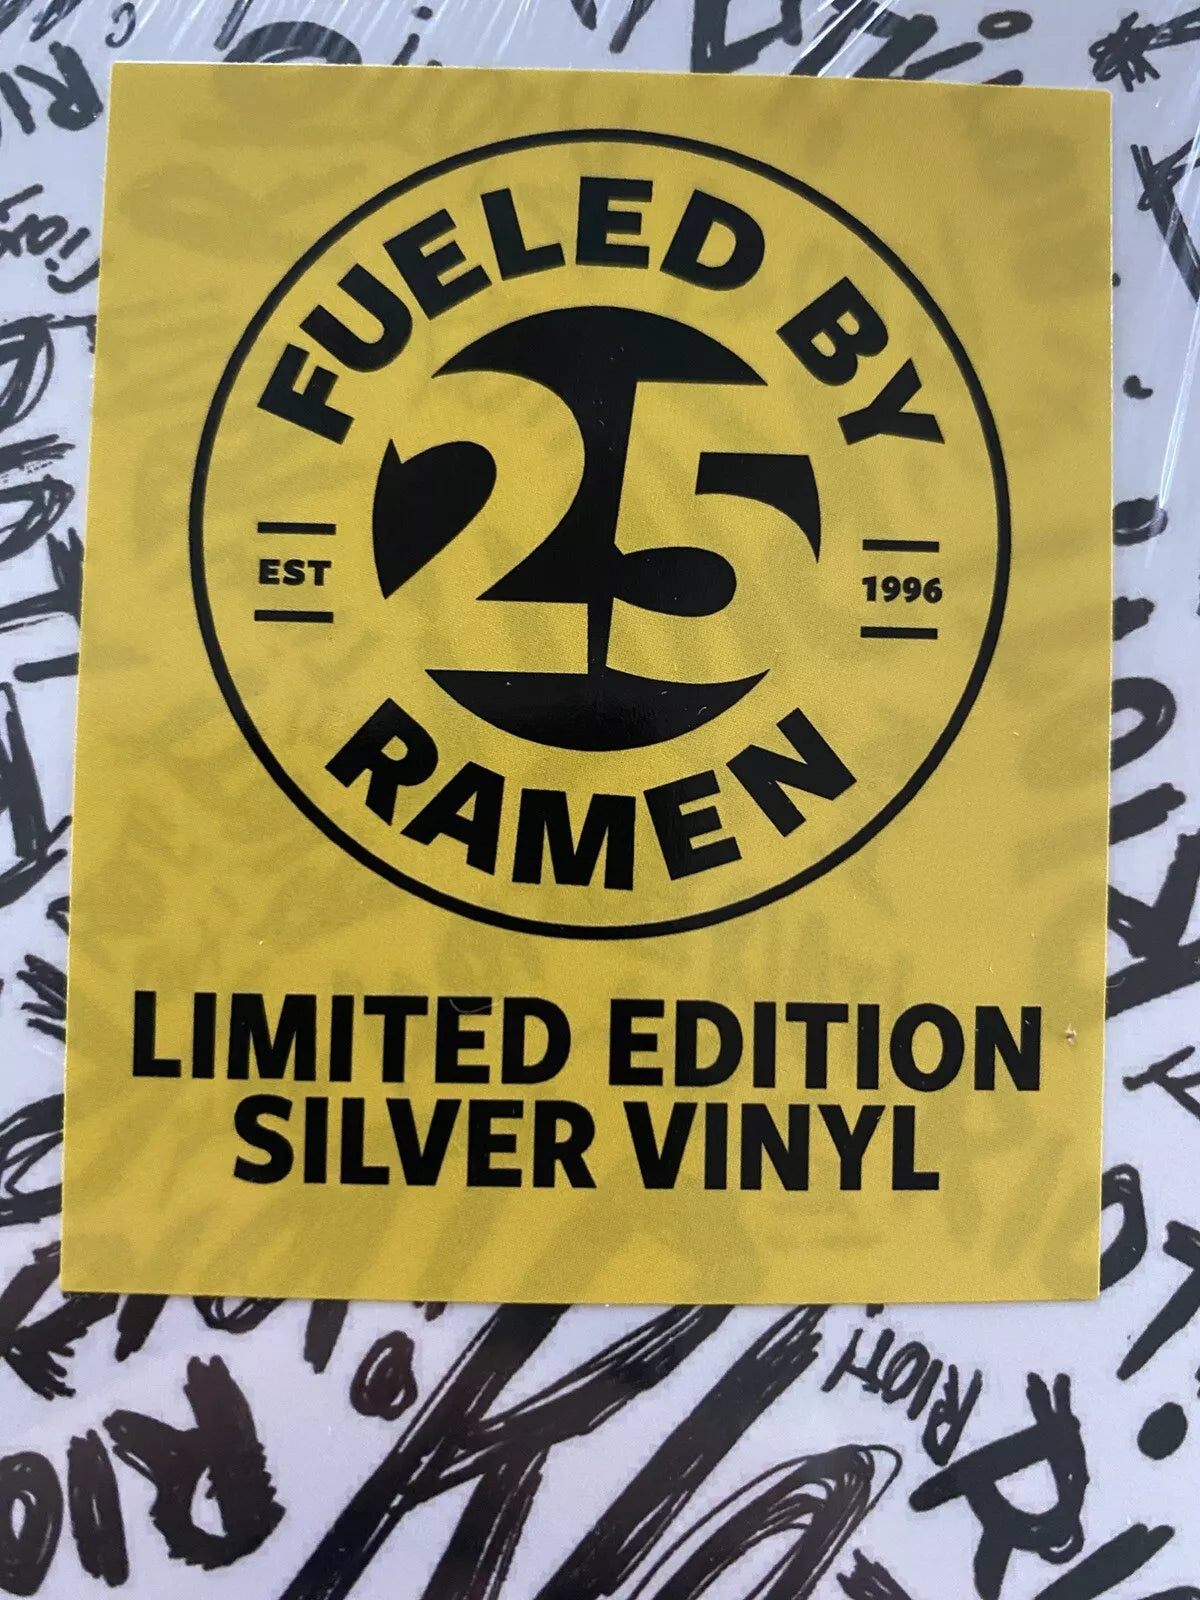 FUELED BY
25
EST
1996
RAMEN
LIMITED EDITION
SILVER VINYL
RIOT!